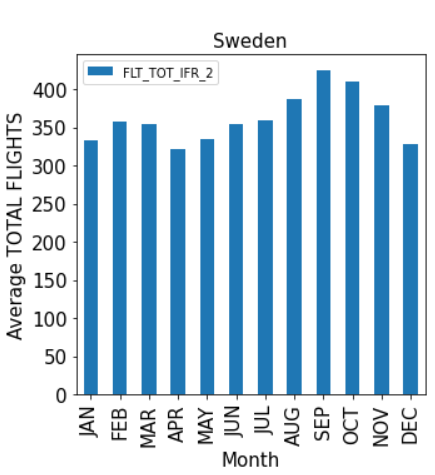 Sweden
FLT_TOT_IFR_2
Average TOTAL FLIGHTS
400
350
300
250
200
150
100
50
0
JAN
FEB
MAR
APR
MAY
JUN
JUL
AUG
SEP
OCT
NOV
DEC
Month